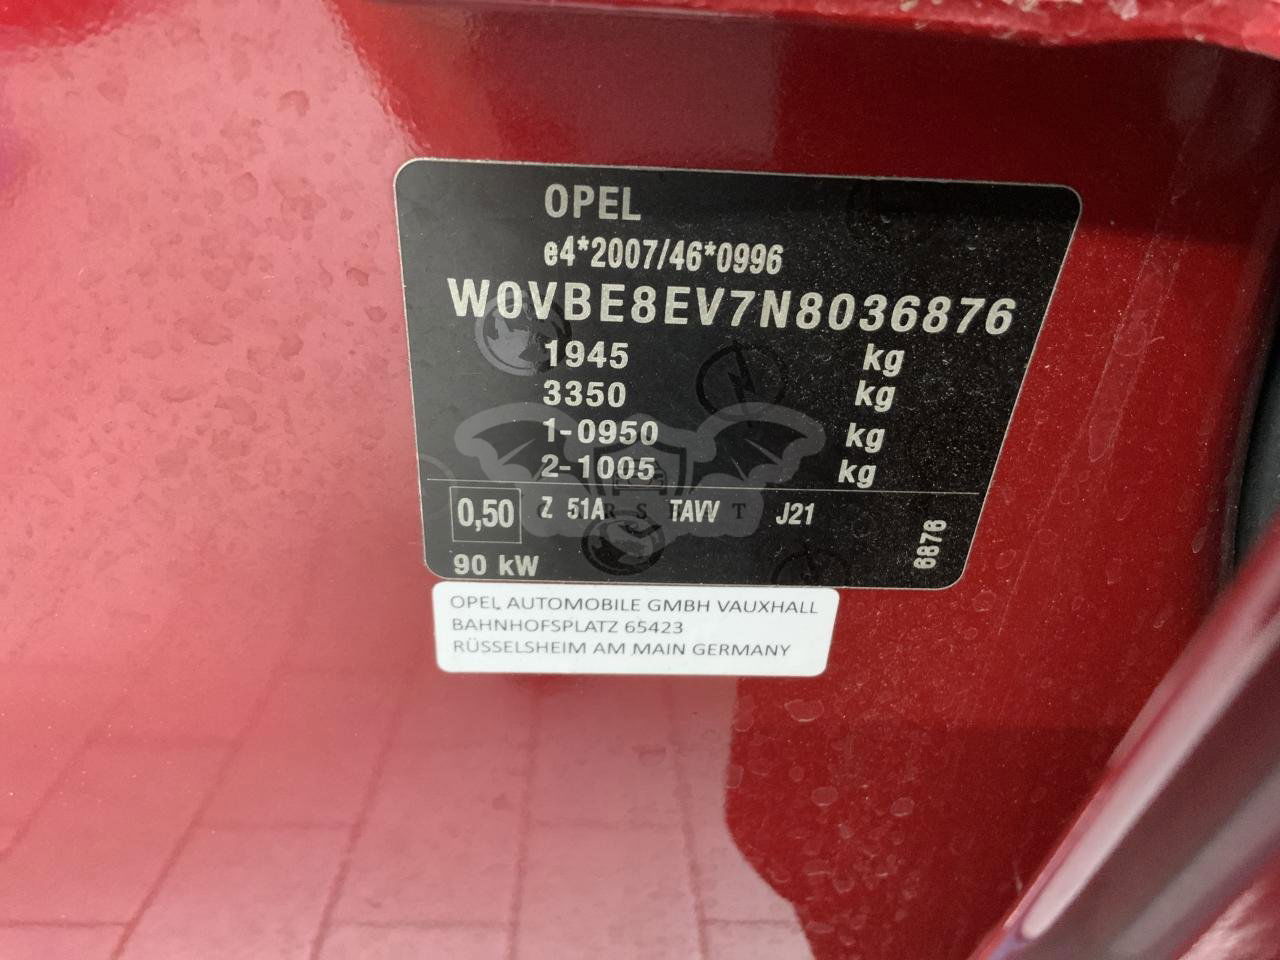 OPEL
e4*2007/46*0996
W0VBE8EV7N8036876
1945 kg
3350 kg
1-0950 kg
2-1005 kg
0,50 Z 51A TAVV J21
6876
90 kW
CARSETT
OPEL AUTOMOBILE GMBH VAUXHALL
BAHNHOFSPLATZ 65423
RÜSSELSHEIM AM MAIN GERMANY